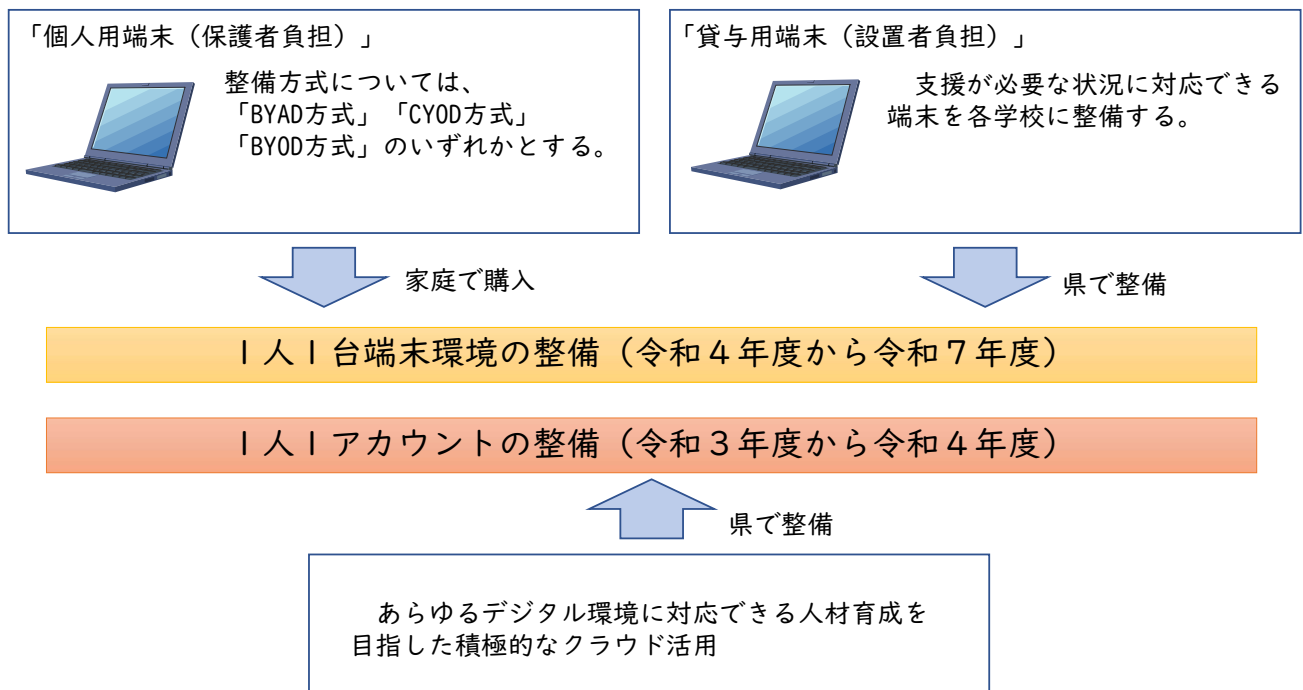 「個人用端末（保護者負担）」
整備方式については、
「BYAD方式」「CYOD方式」
「BYOD方式」のいずれかとする。
「貸与用端末（設置者負担）」
支援が必要な状況に対応できる
端末を各学校に整備する。
家庭で購入
県で整備
１人１台端末環境の整備（令和４年度から令和７年度）
１人１アカウントの整備（令和３年度から令和４年度）
県で整備
あらゆるデジタル環境に対応できる人材育成を
目指した積極的なクラウド活用